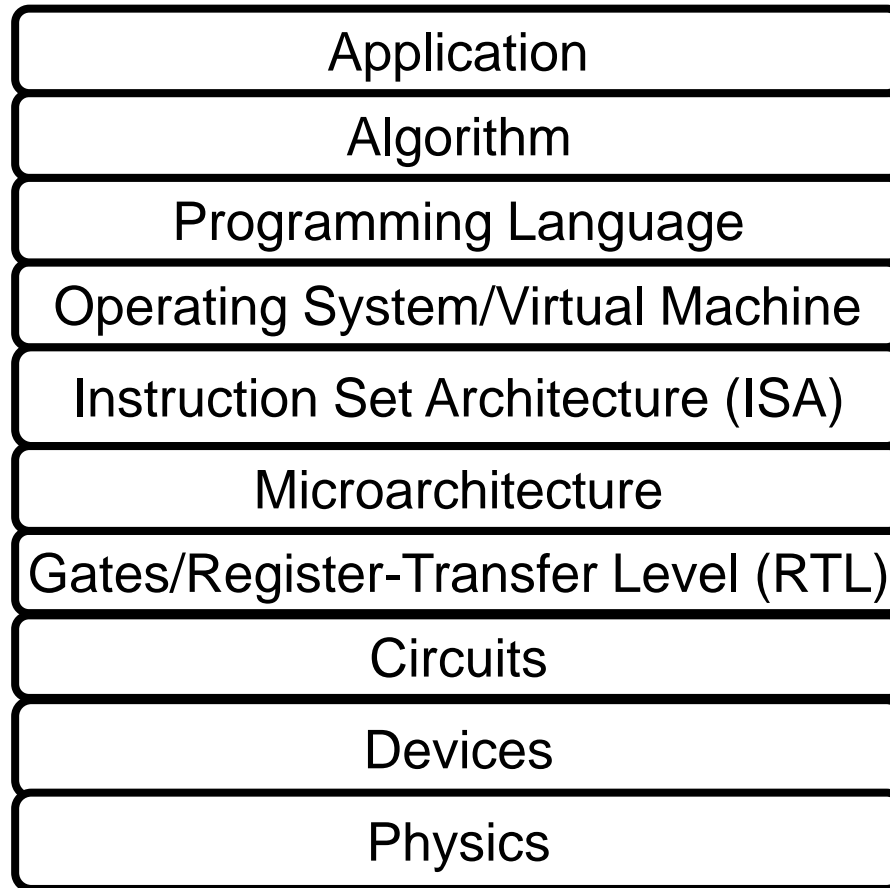 Application
Algorithm
Programming Language
Operating System/Virtual Machine
Instruction Set Architecture (ISA)
Microarchitecture
Gates/Register-Transfer Level (RTL)
Circuits
Devices
Physics